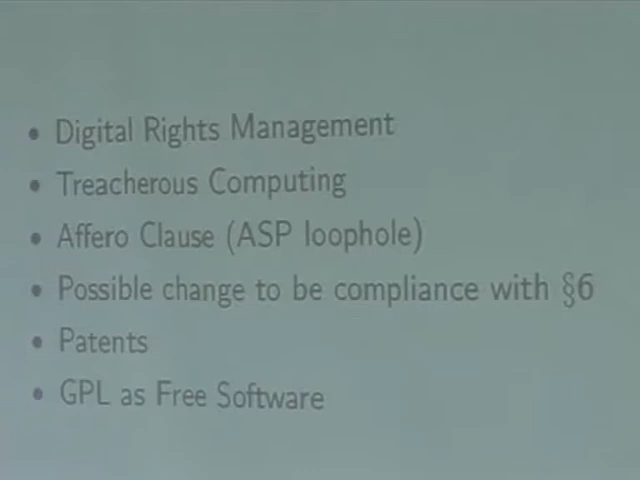 • Digital Rights Management
• Treacherous Computing
• Affero Clause (ASP loophole)
• Possible change to be compliance with §6
• Patents
• GPL as Free Software